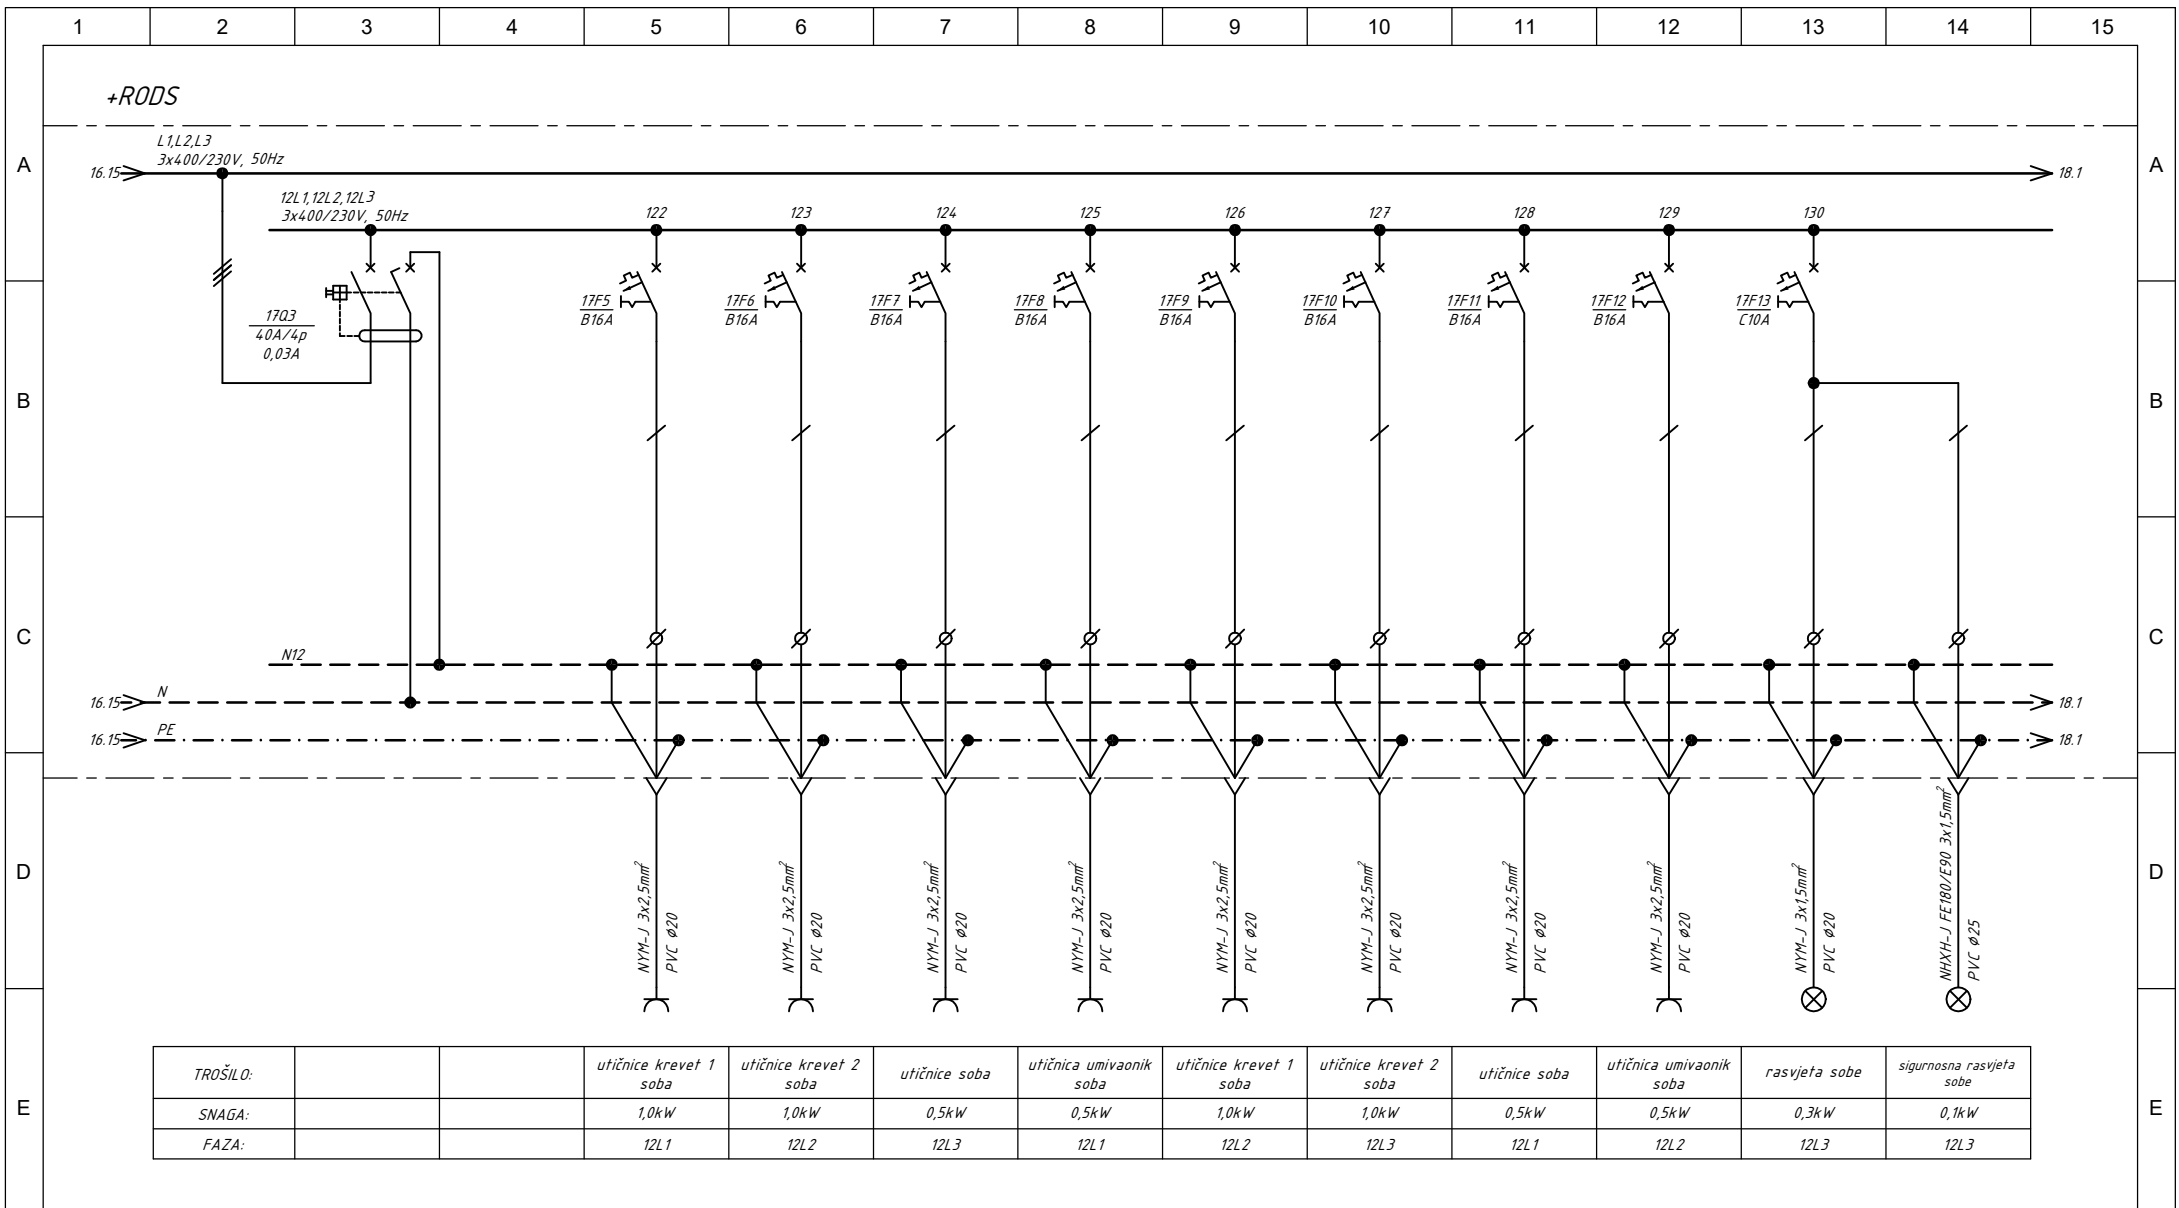 1 2 3 4 5 6 7 8 9 10 11 12 13 14 15
+RODS
L1,L2,L3
A 16.15 3x400/230V, 50Hz 18.1 A
12L1,12L2,12L3
3x400/230V, 50Hz 122 123 124 125 126 127 128 129 130
17F5 17F6 17F7 17F8 17F9 17F10 17F11 17F12 17F13
B16A B16A B16A B16A B16A B16A B16A B16A C10A
17Q3
40A/4p
0,03A
B B
C C
N12
16.15 N 18.1
16.15 PE 18.1
D D
NYM-J 3x2,5mm²
PVC ø20
NYM-J 3x2,5mm²
PVC ø20
NYM-J 3x2,5mm²
PVC ø20
NYM-J 3x2,5mm²
PVC ø20
NYM-J 3x2,5mm²
PVC ø20
NYM-J 3x2,5mm²
PVC ø20
NYM-J 3x2,5mm²
PVC ø20
NYM-J 3x2,5mm²
PVC ø20
NYM-J 3x1,5mm²
PVC ø20
NHXH-J FE180/E90 3x1,5mm²
PVC ø25
E E
TROŠILO:
utičnice krevet 1
soba
utičnice krevet 2
soba
utičnice soba
utičnica umivaonik
soba
utičnice krevet 1
soba
utičnice krevet 2
soba
utičnice soba
utičnica umivaonik
soba
rasvjeta sobe
sigurnosna rasvjeta
sobe
SNAGA: 1,0kW 1,0kW 0,5kW 0,5kW 1,0kW 1,0kW 0,5kW 0,5kW 0,3kW 0,1kW
FAZA: 12L1 12L2 12L3 12L1 12L2 12L3 12L1 12L2 12L3 12L3